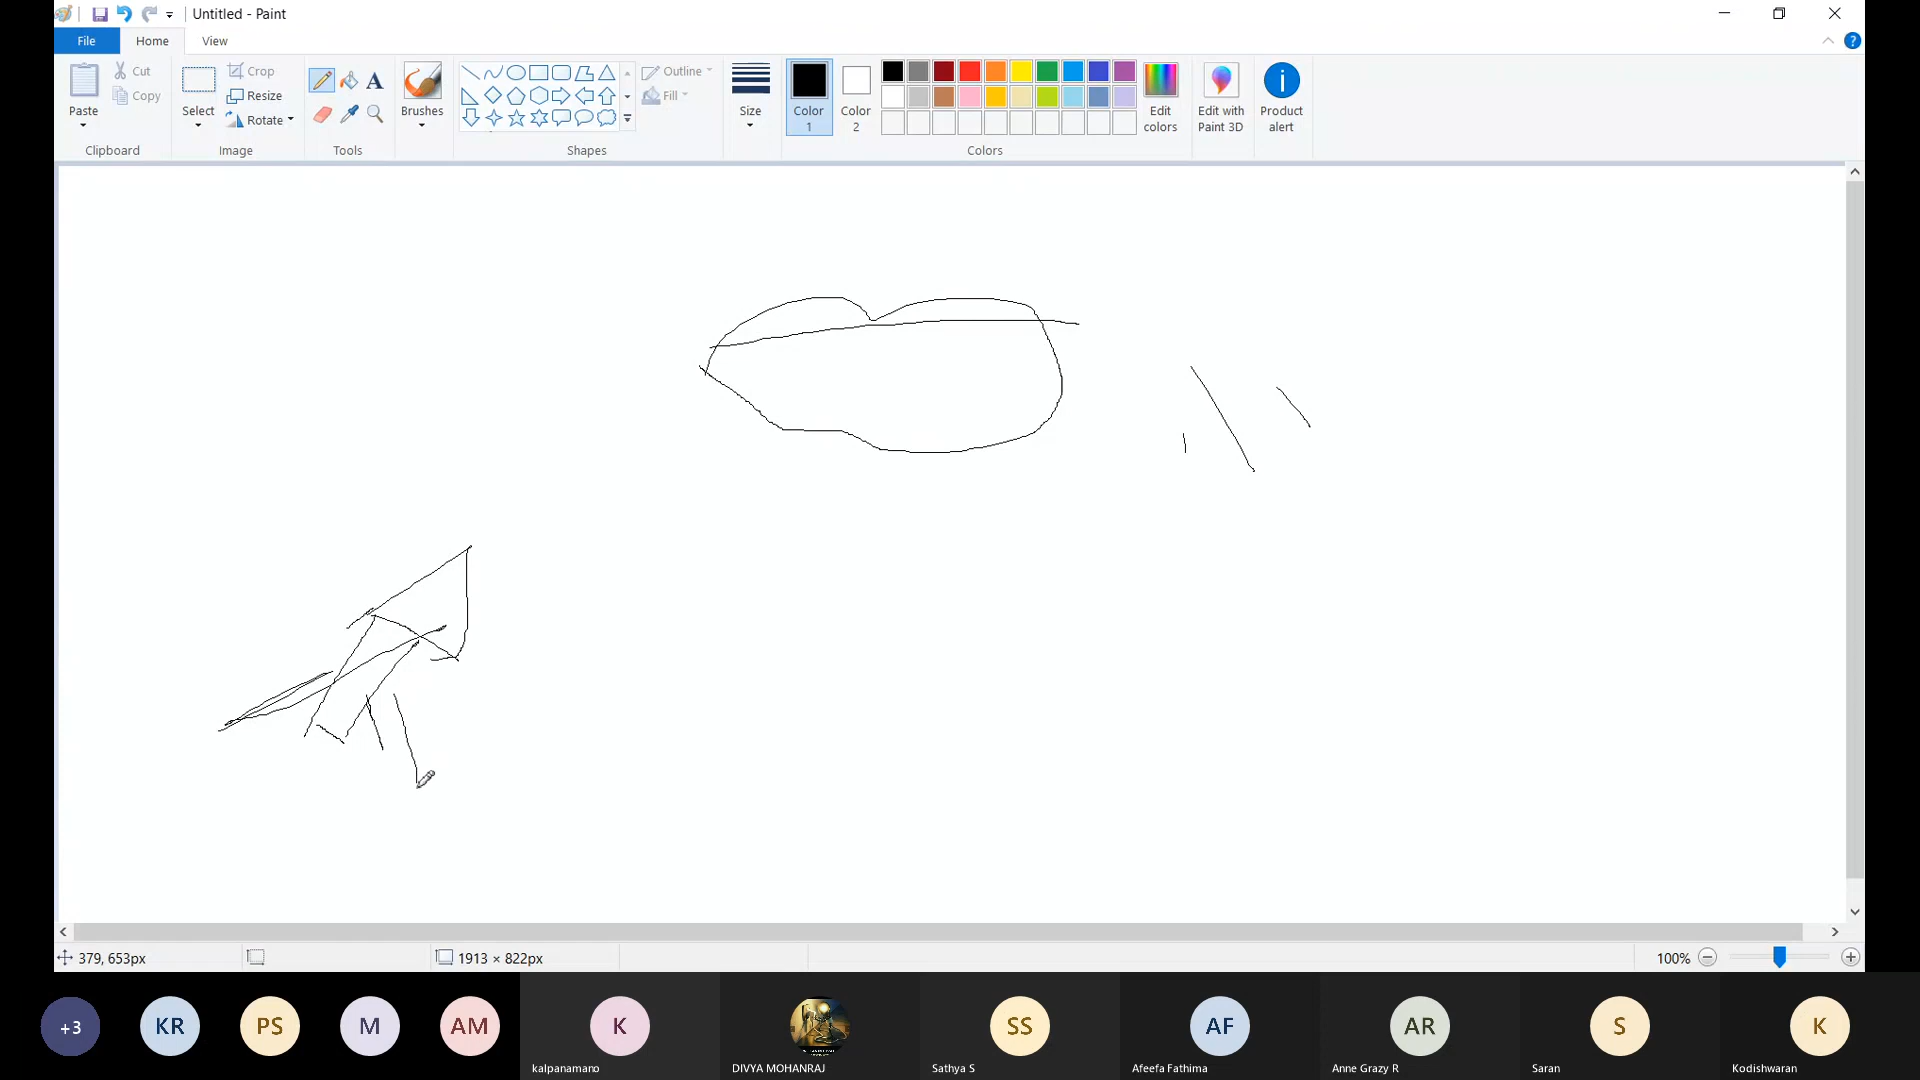 Untitled - Paint
File Home View
Paste
Cut
Copy
Clipboard
Select
Crop
Resize
Rotate
Image
Tools
Brushes
Outline
Fill
Shapes
Size
Color 1
Color 2
Edit colors
Colors
Edit with Paint 3D
Product alert
379, 653px
1913 × 822px
100%
+3 KR PS M AM K SS AF AR S K
kalpanamano DIVYA MOHANRAJ Sathya S Afeefa Fathima Anne Grazy R Saran Kodishwaran